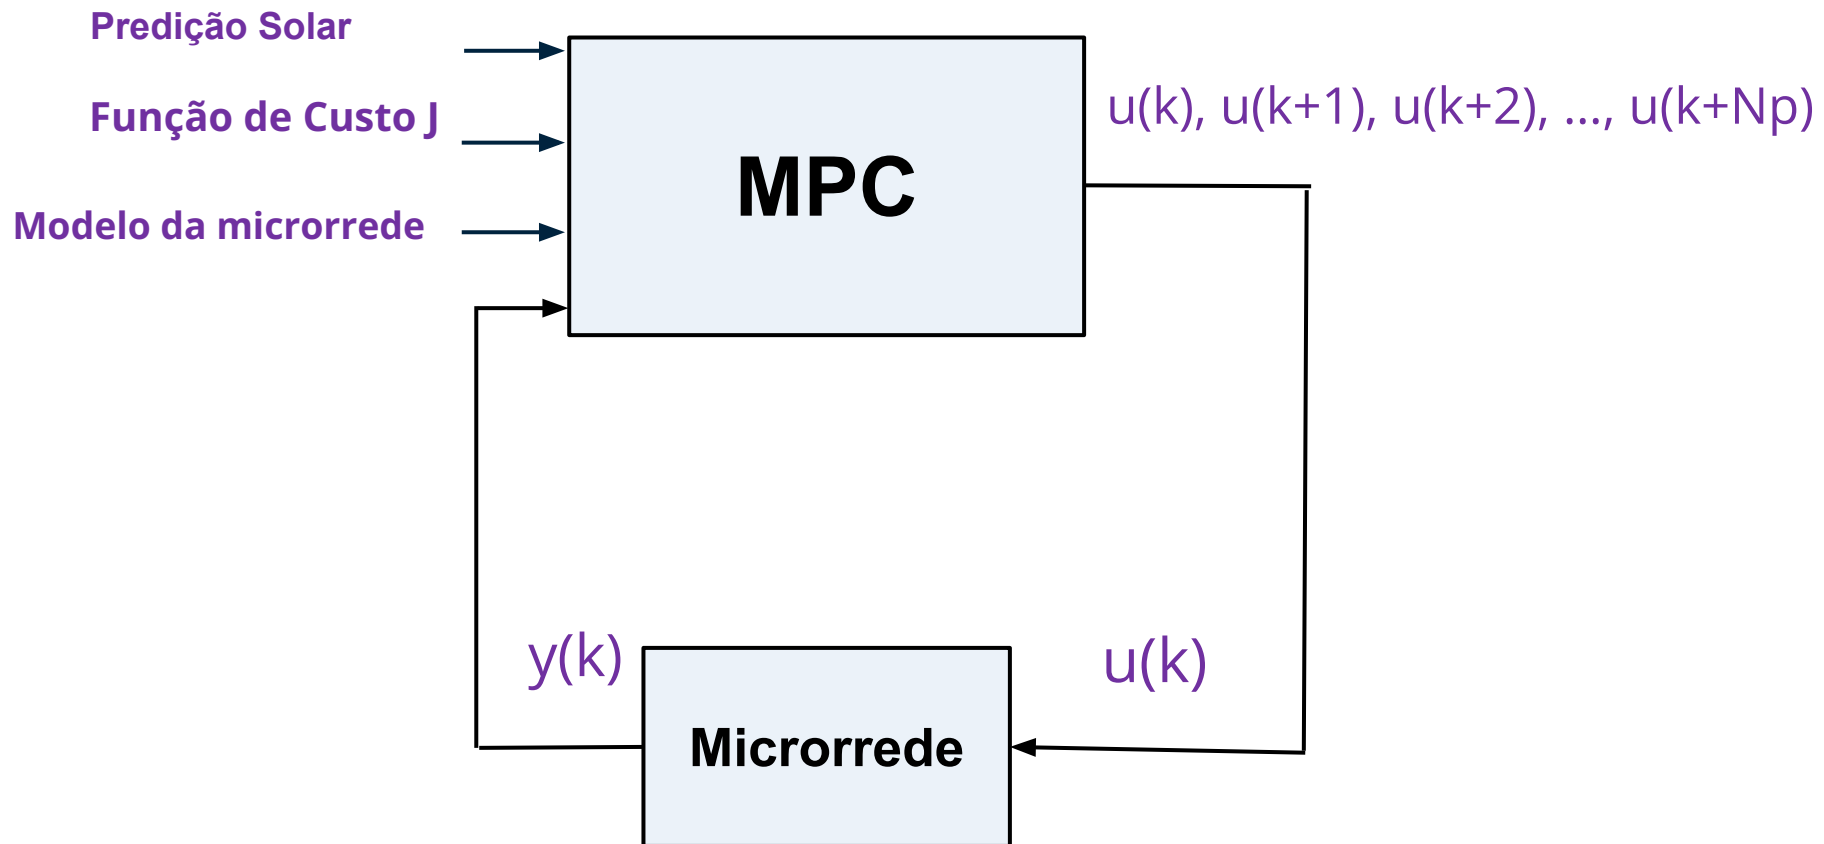 Predição Solar
Função de Custo J
Modelo da microrrede
MPC
u(k), u(k+1), u(k+2), ..., u(k+Np)
y(k)
Microrrede
u(k)